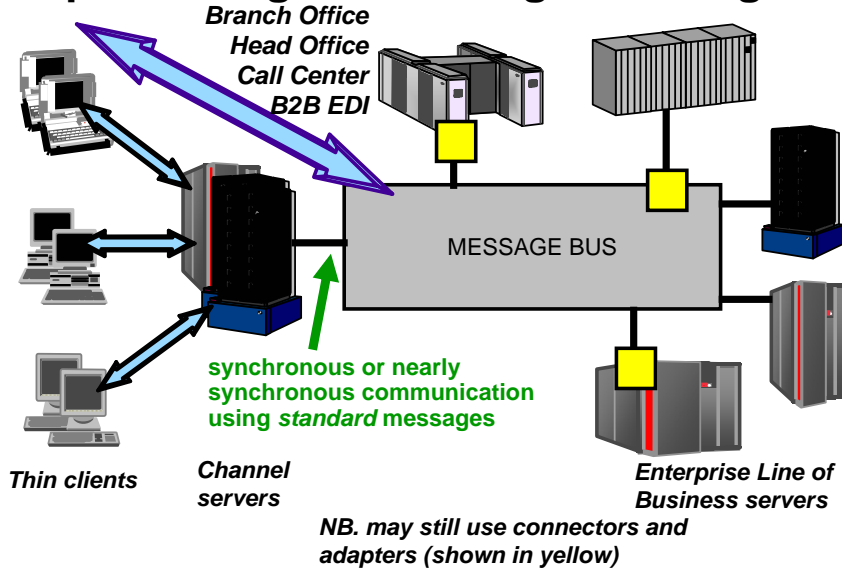 Branch Office
Head Office
Call Center
B2B EDI
MESSAGE BUS
synchronous or nearly
synchronous communication
using standard messages
Thin clients
Channel
servers
Enterprise Line of
Business servers
NB. may still use connectors and
adapters (shown in yellow)